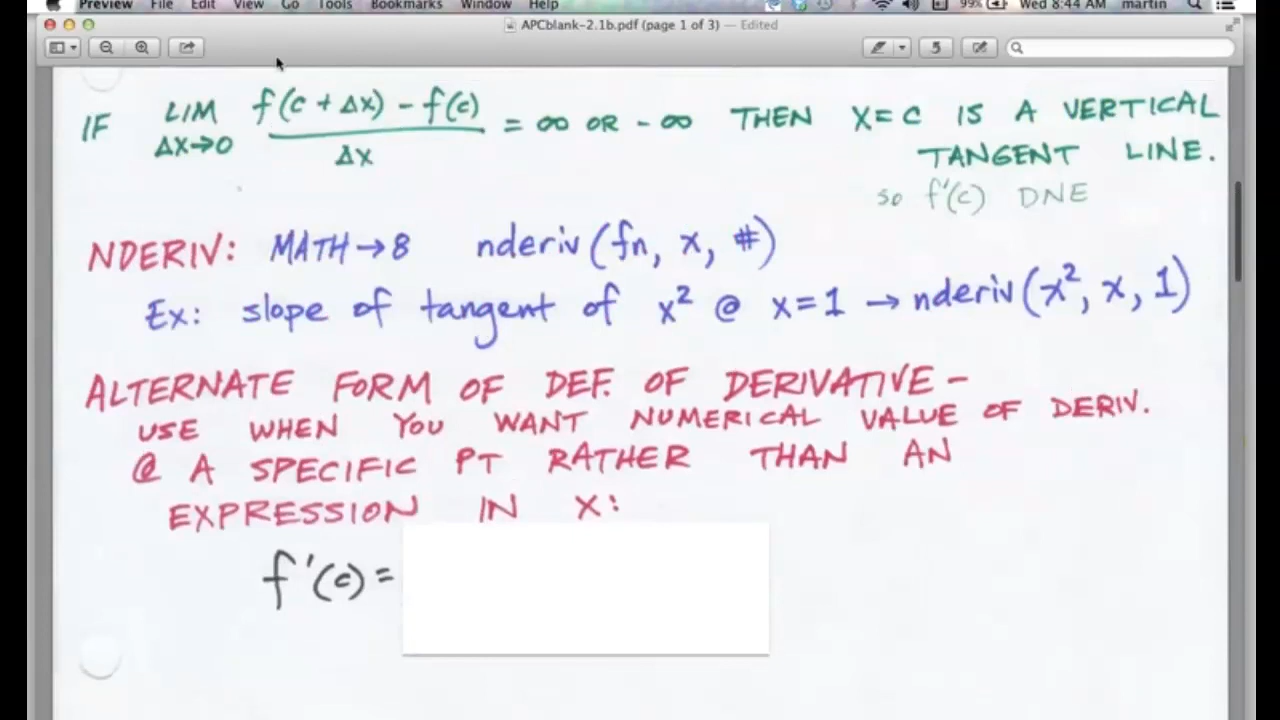 Preview File Edit View Go Tools Bookmarks Window Help 99% Wed 8:44 AM martin
APCblank-2.1b.pdf (page 1 of 3) — Edited
IF LIM Δx→0 f(c + Δx) - f(c) / Δx = ∞ OR - ∞ THEN X = C IS A VERTICAL
TANGENT LINE.
so f'(c) DNE
NDERIV: MATH → 8 nderiv(fn, x, #)
Ex: slope of tangent of x² @ x=1 → nderiv(x², x, 1)
ALTERNATE FORM OF DEF. OF DERIVATIVE -
USE WHEN YOU WANT NUMERICAL VALUE OF DERIV.
@ A SPECIFIC PT RATHER THAN AN
EXPRESSION IN X:
f'(c) =